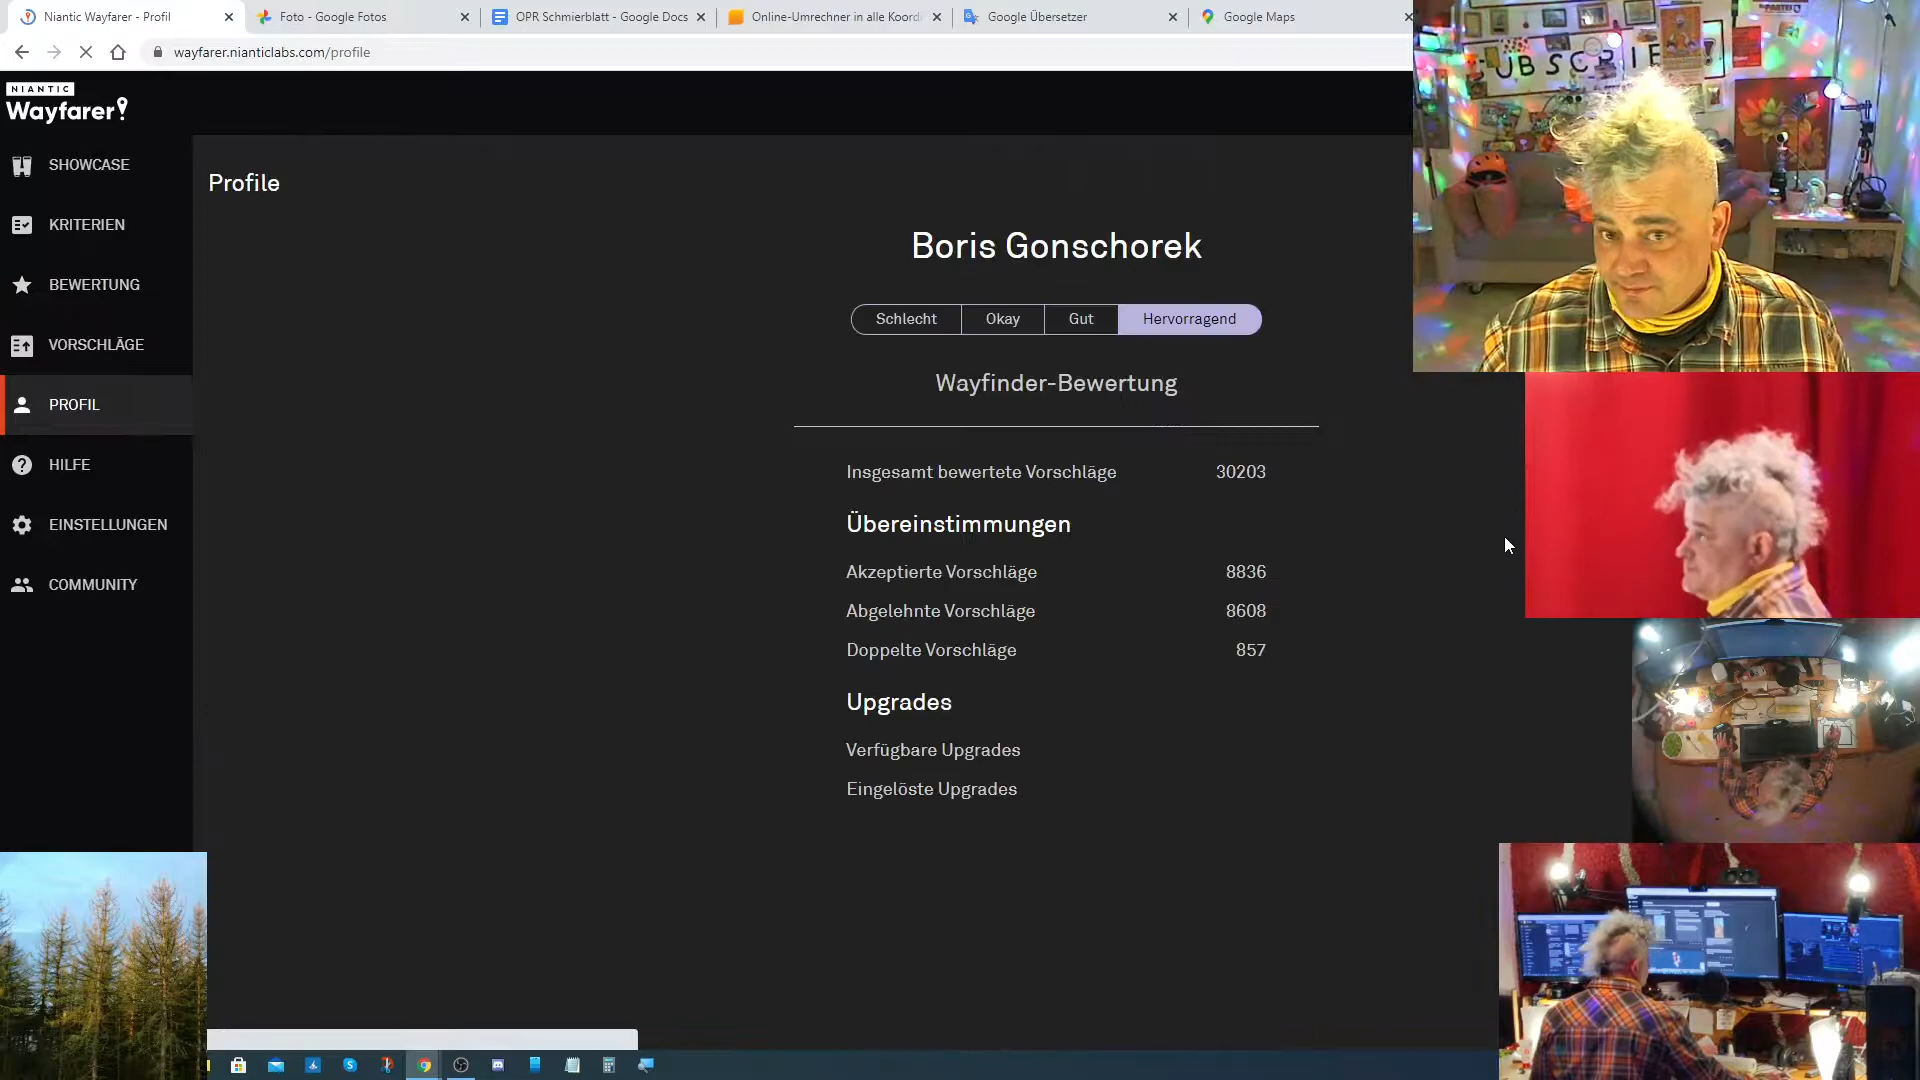 Niantic Wayfarer - Profil
Foto - Google Fotos
OPR Schmierblatt - Google Docs
Online-Umrechner in alle Koord
Google Übersetzer
Google Maps
wayfarer.nianticlabs.com/profile
NIANTIC
Wayfarer
SHOWCASE
KRITERIEN
BEWERTUNG
VORSCHLÄGE
PROFIL
HILFE
EINSTELLUNGEN
COMMUNITY
Profile
Boris Gonschorek
Schlecht Okay Gut Hervorragend
Wayfinder-Bewertung
Insgesamt bewertete Vorschläge 30203
Übereinstimmungen
Akzeptierte Vorschläge 8836
Abgelehnte Vorschläge 8608
Doppelte Vorschläge 857
Upgrades
Verfügbare Upgrades
Eingelöste Upgrades
UBSCRIE